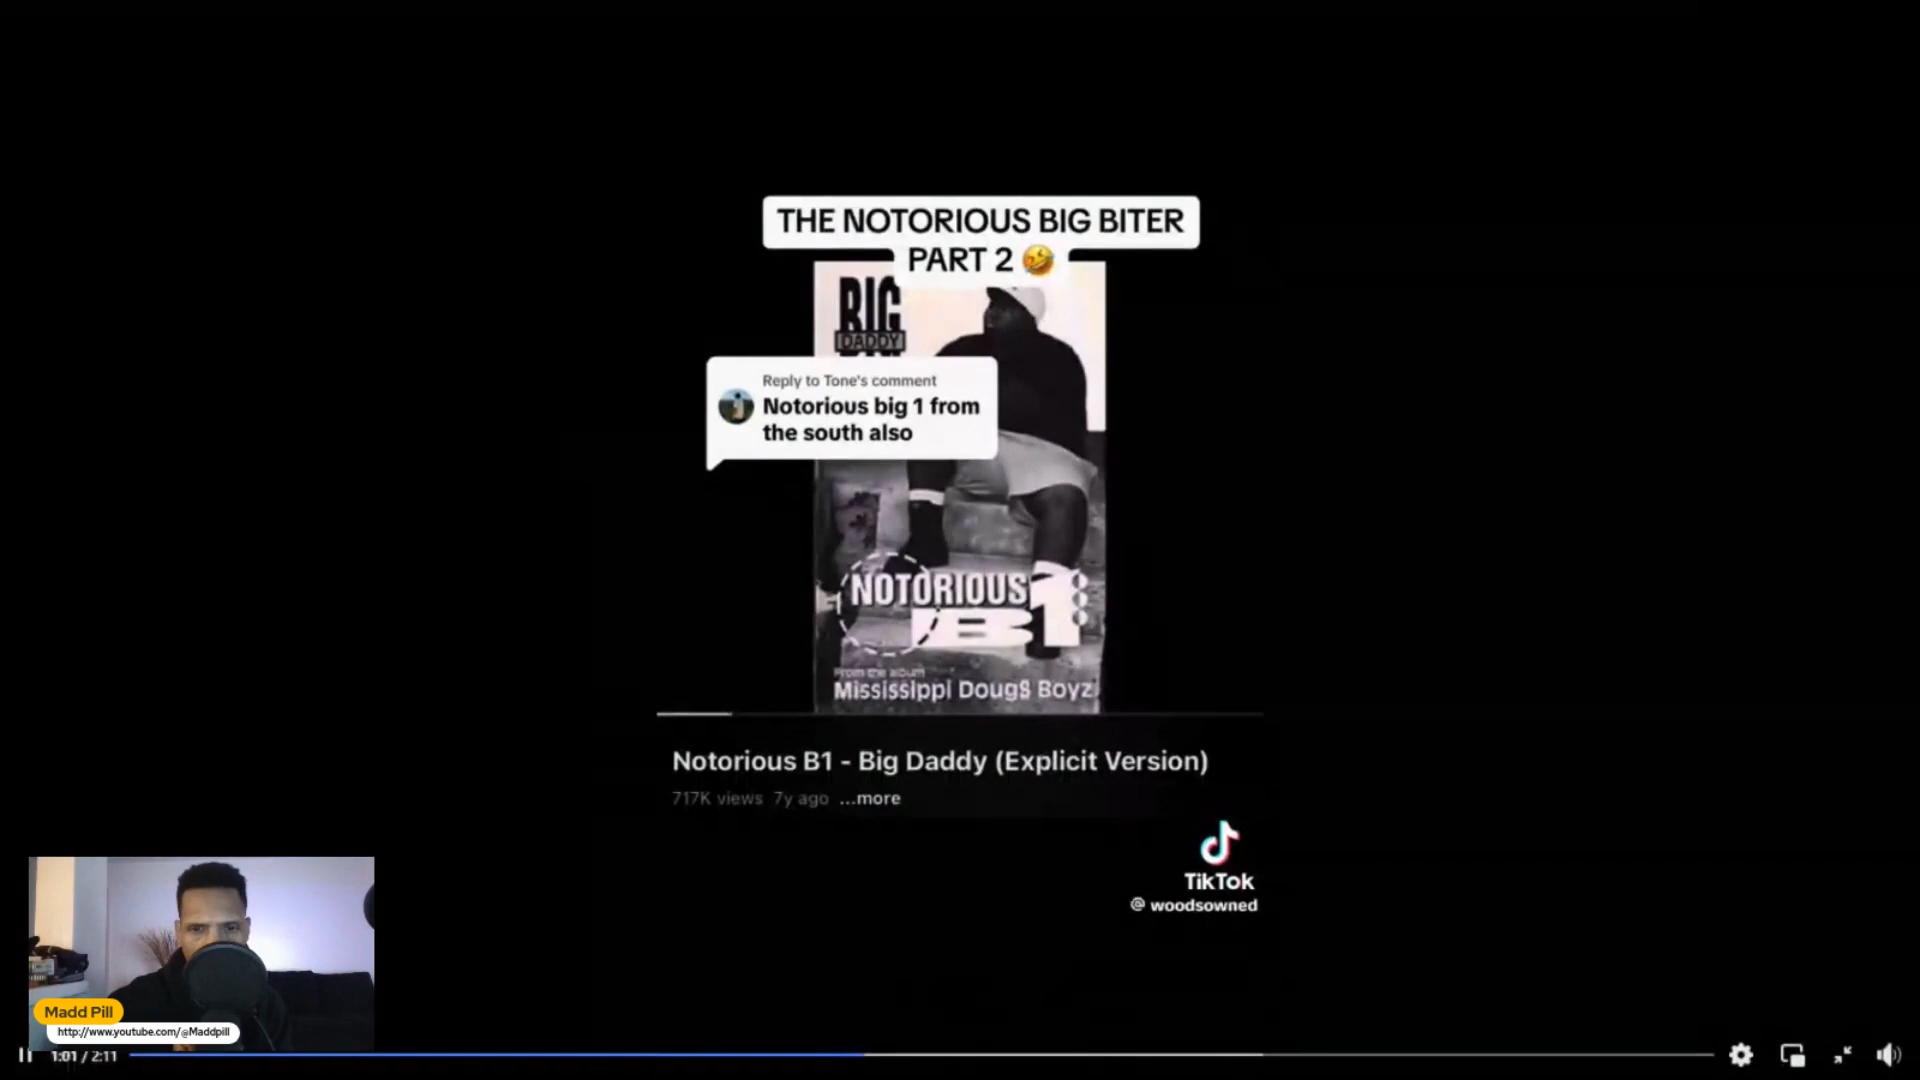 THE NOTORIOUS BIG BITER
PART 2 🤣
BIG
DADDY
Reply to Tone's comment
Notorious big 1 from
the south also
NOTORIOUS
B1
From the album
Mississippi Doug$ Boyz
Notorious B1 - Big Daddy (Explicit Version)
717K views 7y ago ...more
TikTok
@ woodsowned
Madd Pill
http://www.youtube.com/@Maddpill
1:01 / 2:11